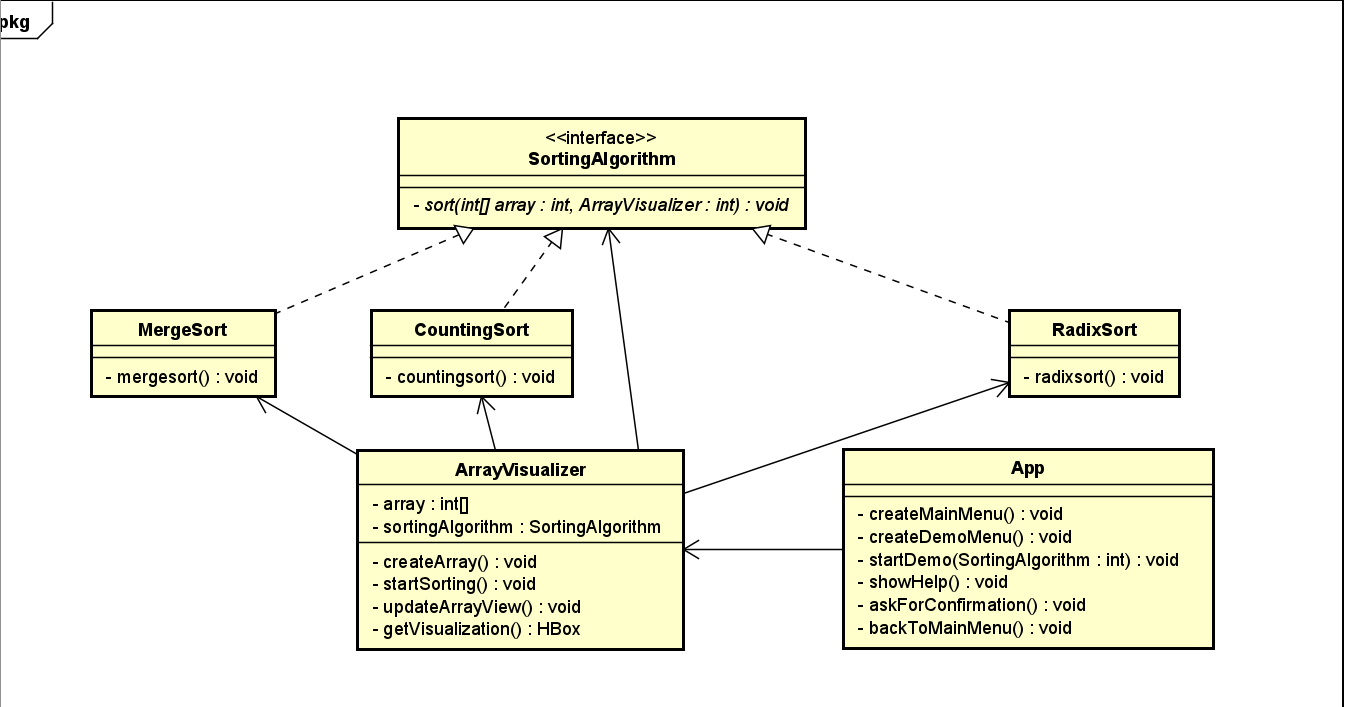 pkg
<<interface>>
SortingAlgorithm
- sort(int[] array : int, ArrayVisualizer : int) : void
MergeSort
- mergesort() : void
CountingSort
- countingsort() : void
RadixSort
- radixsort() : void
ArrayVisualizer
- array : int[]
- sortingAlgorithm : SortingAlgorithm
- createArray() : void
- startSorting() : void
- updateArrayView() : void
- getVisualization() : HBox
App
- createMainMenu() : void
- createDemoMenu() : void
- startDemo(SortingAlgorithm : int) : void
- showHelp() : void
- askForConfirmation() : void
- backToMainMenu() : void